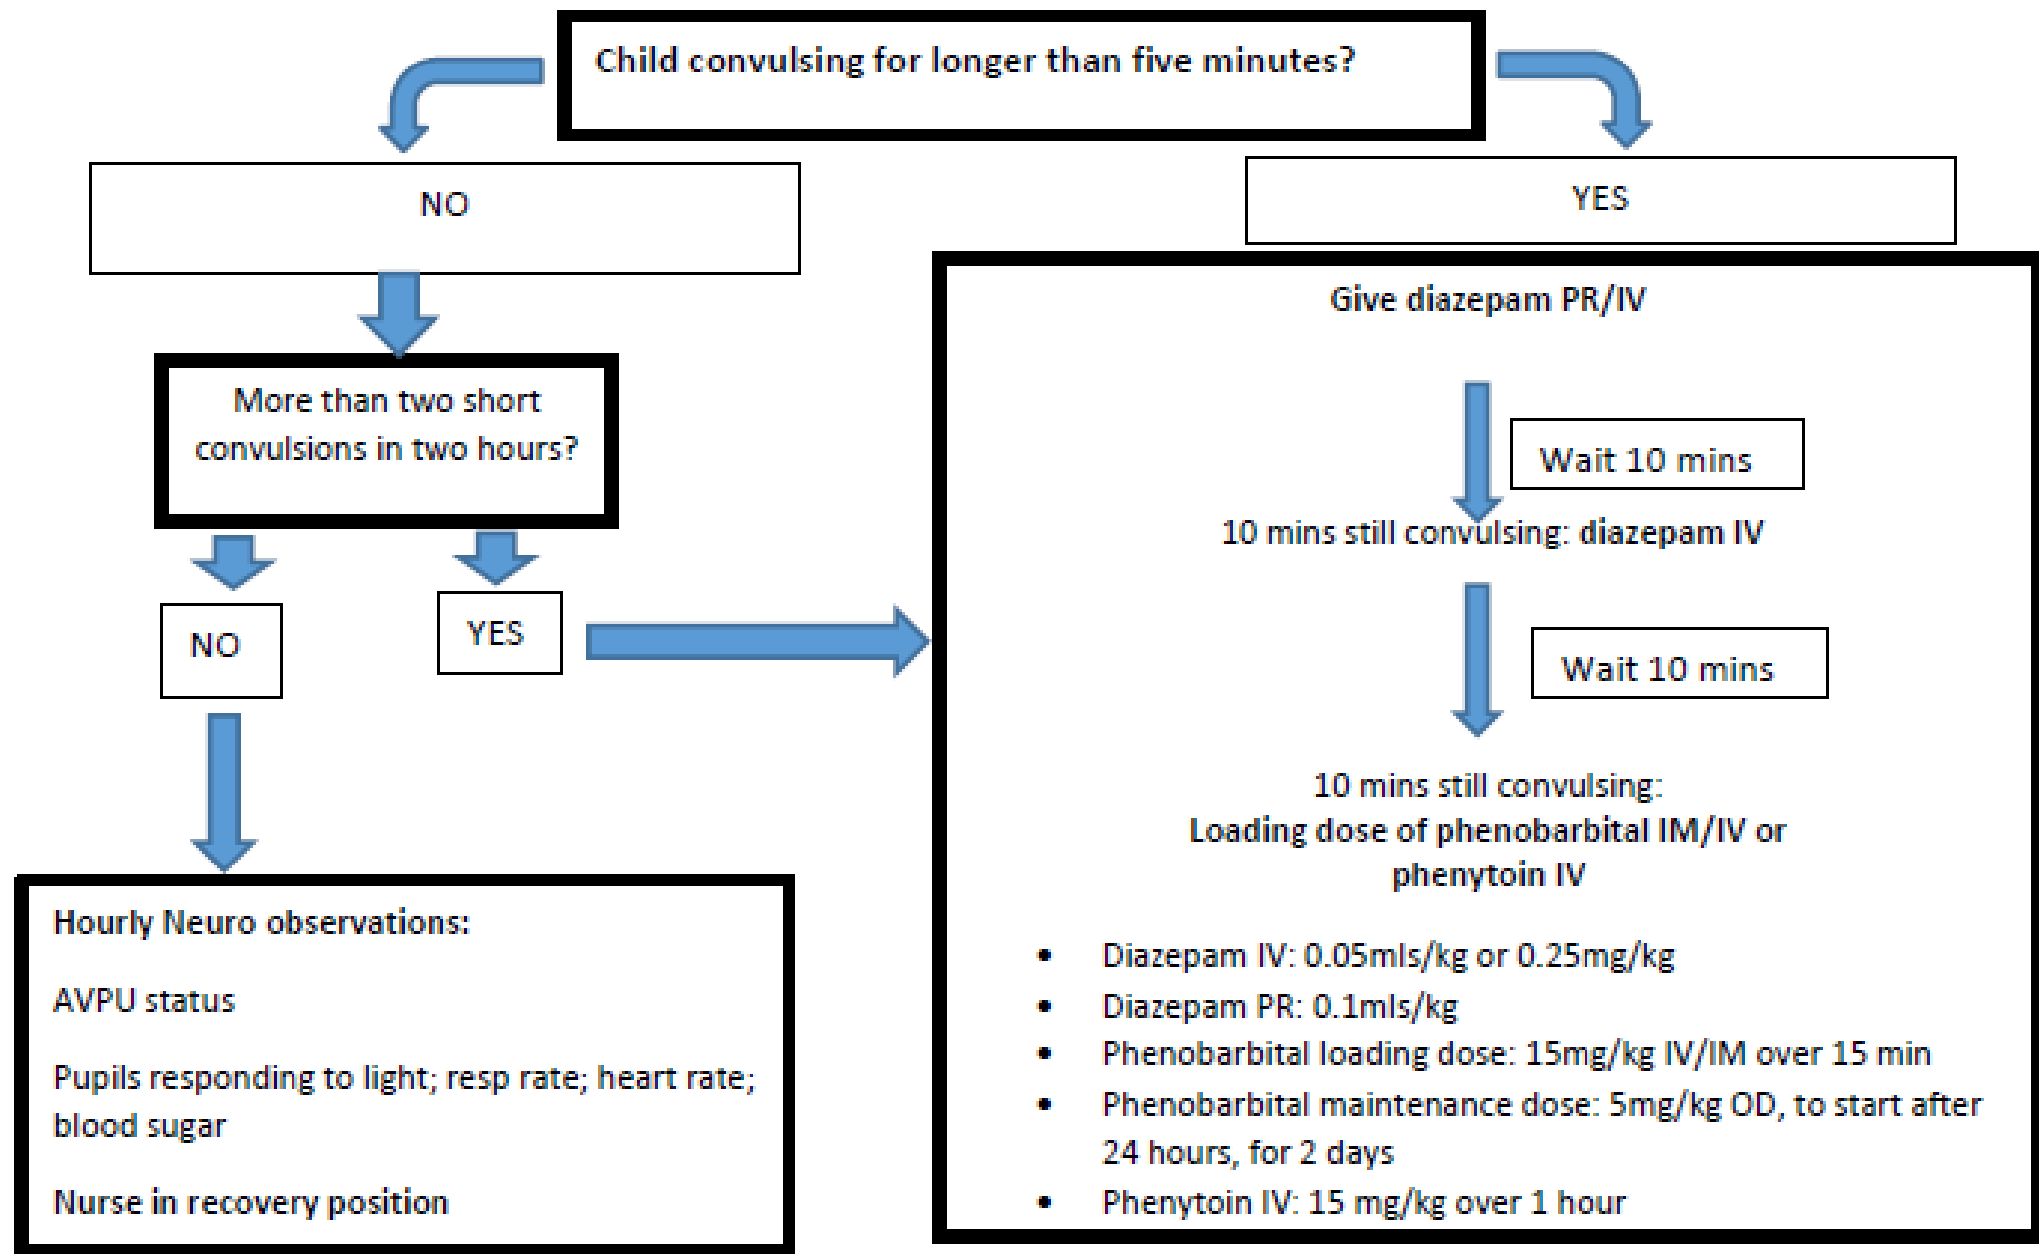 Child convulsing for longer than five minutes?
NO
YES
More than two short
convulsions in two hours?
NO
YES
Hourly Neuro observations:
AVPU status
Pupils responding to light; resp rate; heart rate;
blood sugar
Nurse in recovery position
Give diazepam PR/IV
Wait 10 mins
10 mins still convulsing: diazepam IV
Wait 10 mins
10 mins still convulsing:
Loading dose of phenobarbital IM/IV or
phenytoin IV
• Diazepam IV: 0.05mls/kg or 0.25mg/kg
• Diazepam PR: 0.1mls/kg
• Phenobarbital loading dose: 15mg/kg IV/IM over 15 min
• Phenobarbital maintenance dose: 5mg/kg OD, to start after
24 hours, for 2 days
• Phenytoin IV: 15 mg/kg over 1 hour